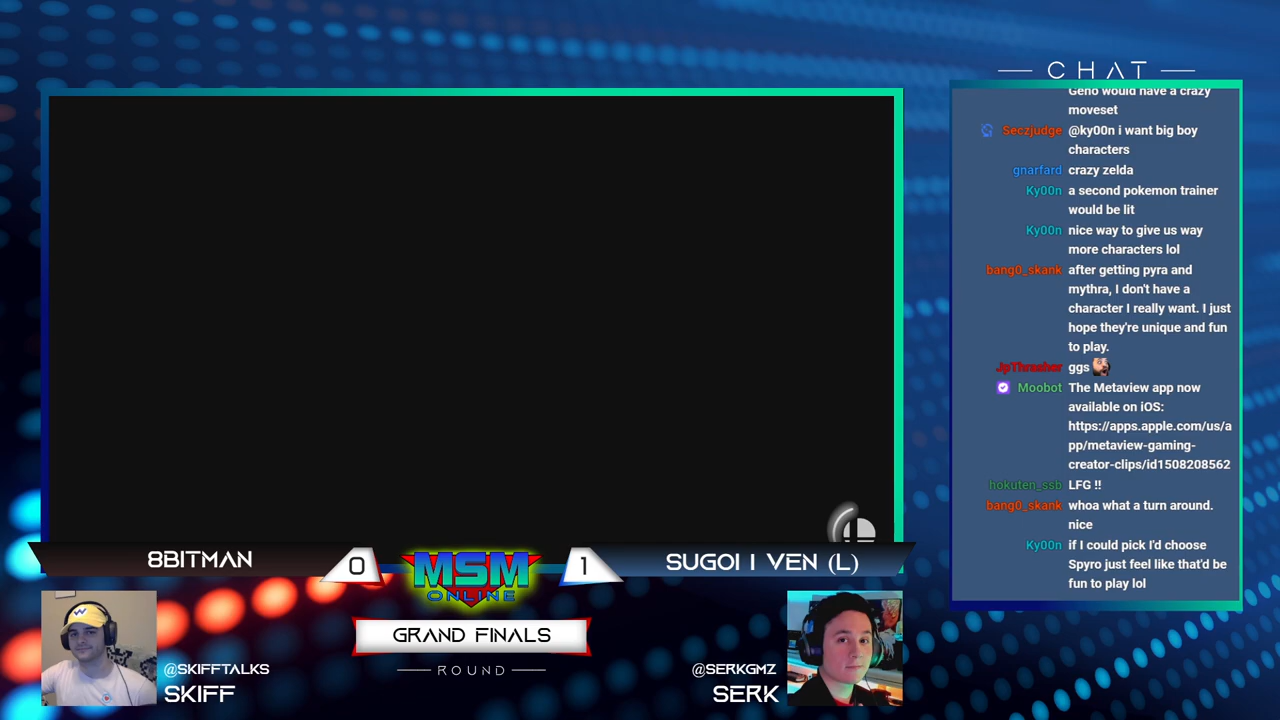 CHAT
Geno would have a crazy
moveset
Seczjudge @ky00n i want big boy
characters
gnarfard crazy zelda
Ky00n a second pokemon trainer
would be lit
Ky00n nice way to give us way
more characters lol
bang0_skank after getting pyra and
mythra, I don't have a
character I really want. I just
hope they're unique and fun
to play.
JpThrasher ggs
Moobot The Metaview app now
available on iOS:
https://apps.apple.com/us/a
pp/metaview-gaming-
creator-clips/id1508208562
hokuten_ssb LFG !!
bang0_skank whoa what a turn around.
nice
Ky00n if I could pick I'd choose
Spyro just feel like that'd be
fun to play lol
8BITMAN 0 MSM ONLINE 1 SUGOI | VEN (L)
GRAND FINALS
ROUND
@SKIFFTALKS
SKIFF
@SERKGMZ
SERK